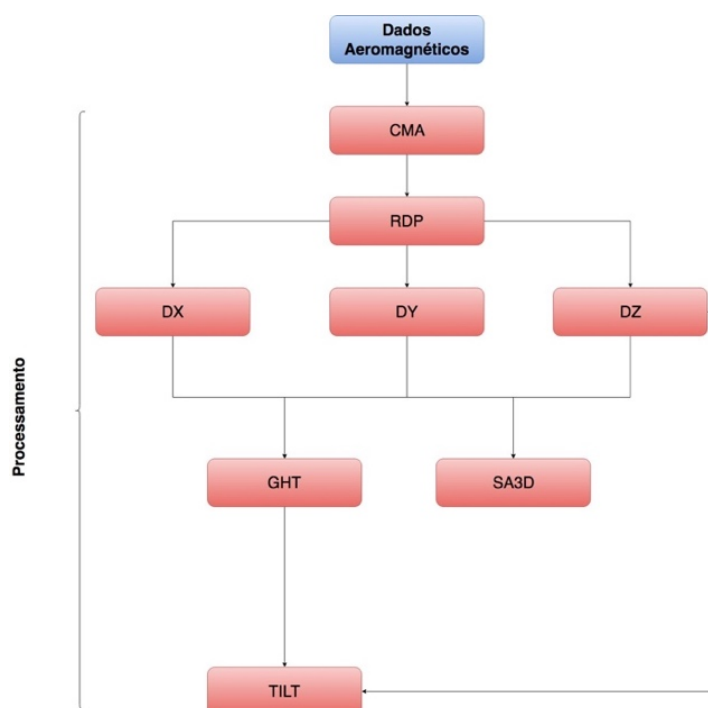 Dados
Aeromagnéticos
CMA
RDP
DX
DY
DZ
Processamento
GHT
SA3D
TILT